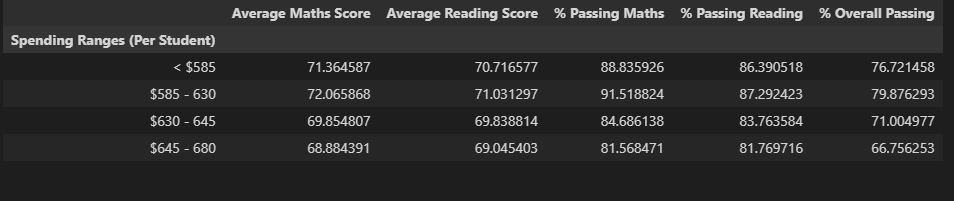 Average Maths Score Average Reading Score % Passing Maths % Passing Reading % Overall Passing
Spending Ranges (Per Student)
< $585 71.364587 70.716577 88.835926 86.390518 76.721458
$585 - 630 72.065868 71.031297 91.518824 87.292423 79.876293
$630 - 645 69.854807 69.838814 84.686138 83.763584 71.004977
$645 - 680 68.884391 69.045403 81.568471 81.769716 66.756253